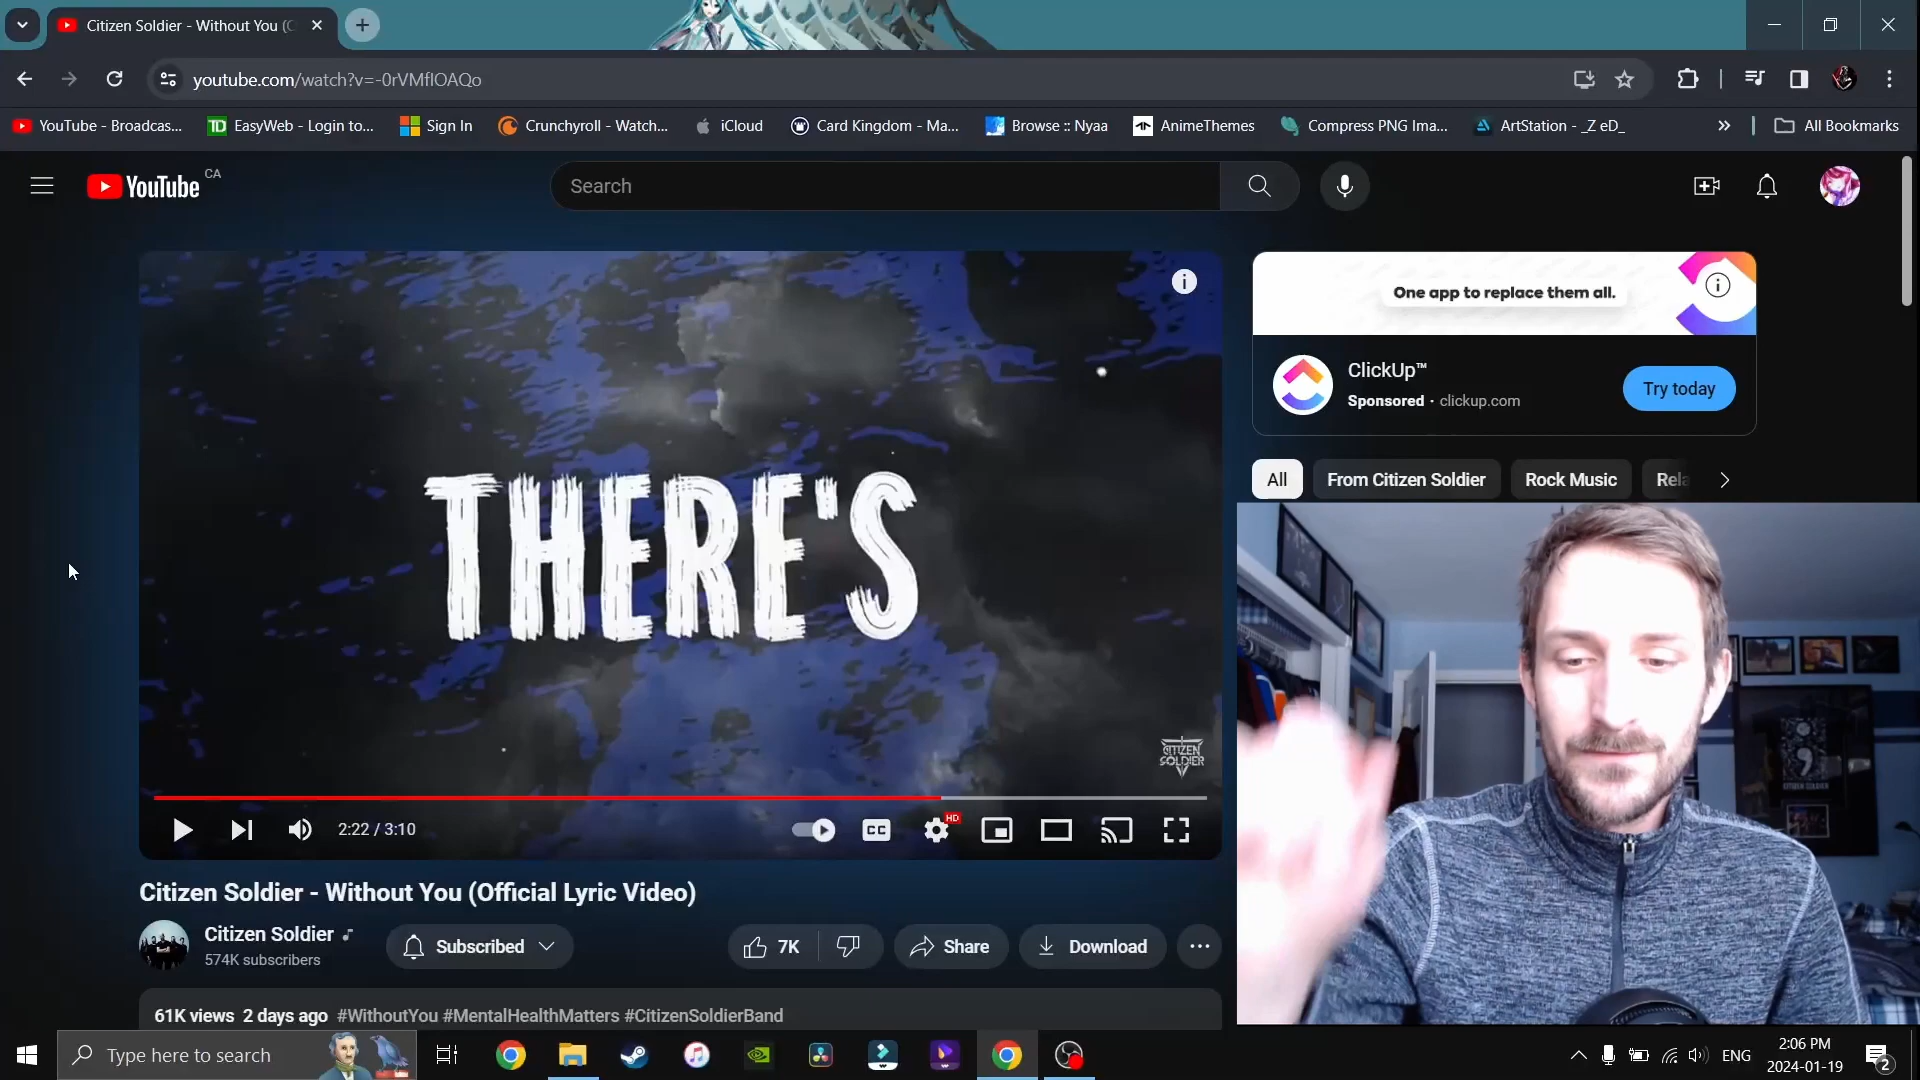 Citizen Soldier - Without You (
youtube.com/watch?v=-0rVMflOAQo
YouTube - Broadcas...
EasyWeb - Login to...
Sign In
Crunchyroll - Watch...
iCloud
Card Kingdom - Ma...
Browse :: Nyaa
AnimeThemes
Compress PNG Ima...
ArtStation - _Z eD_
All Bookmarks
YouTube CA
Search
THERE'S
CITIZEN
SOLDIER
One app to replace them all.
ClickUp™
Sponsored · clickup.com
Try today
All
From Citizen Soldier
Rock Music
Rela
2:22 / 3:10
CC
HD
Citizen Soldier - Without You (Official Lyric Video)
Citizen Soldier
574K subscribers
Subscribed
7K
Share
Download
61K views 2 days ago #WithoutYou #MentalHealthMatters #CitizenSoldierBand
CITIZEN SOLDIER
Type here to search
ENG
2:06 PM
2024-01-19
2